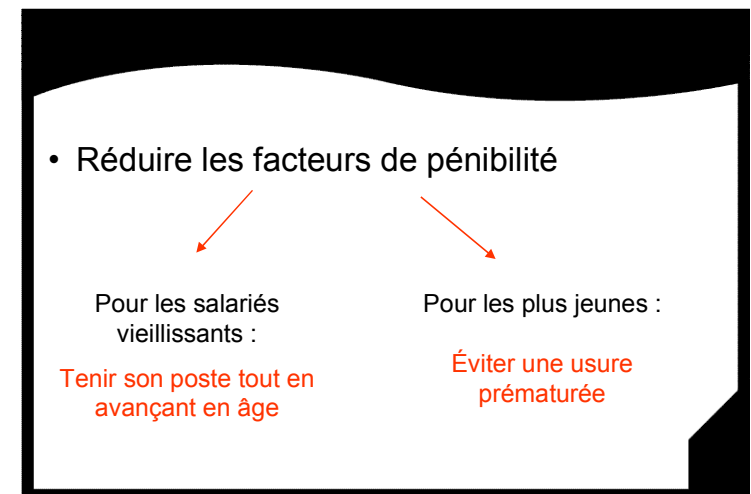 • Réduire les facteurs de pénibilité
Pour les salariés
vieillissants :
Tenir son poste tout en
avançant en âge
Pour les plus jeunes :
Éviter une usure
prématurée